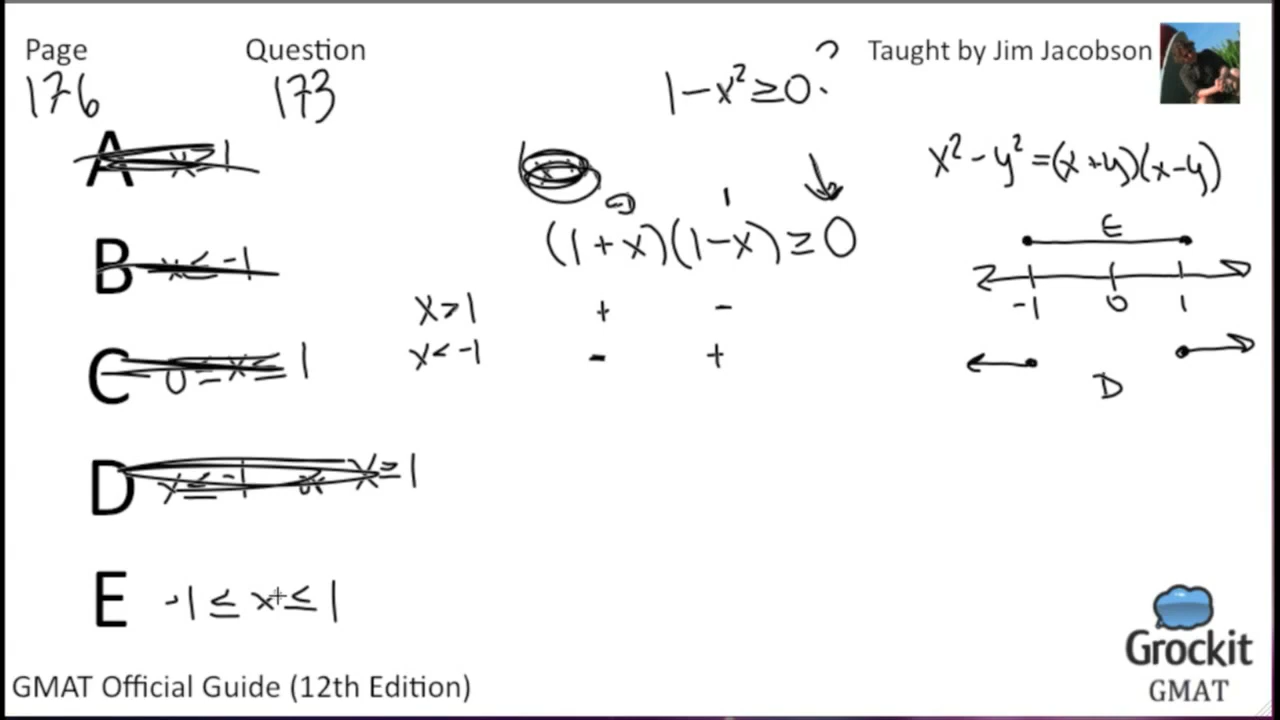 Page
176
Question
173
1-x²≥0?
Taught by Jim Jacobson
A x≥1
x²-y²=(x+y)(x-y)
E
(1+x)(1-x)≥0
B x≤-1
-1 0 1
x>1 + -
x<-1 - +
C 0≤x≤1
D
D x≤-1 or x≥1
E -1≤x≤1
Grockit
GMAT
GMAT Official Guide (12th Edition)